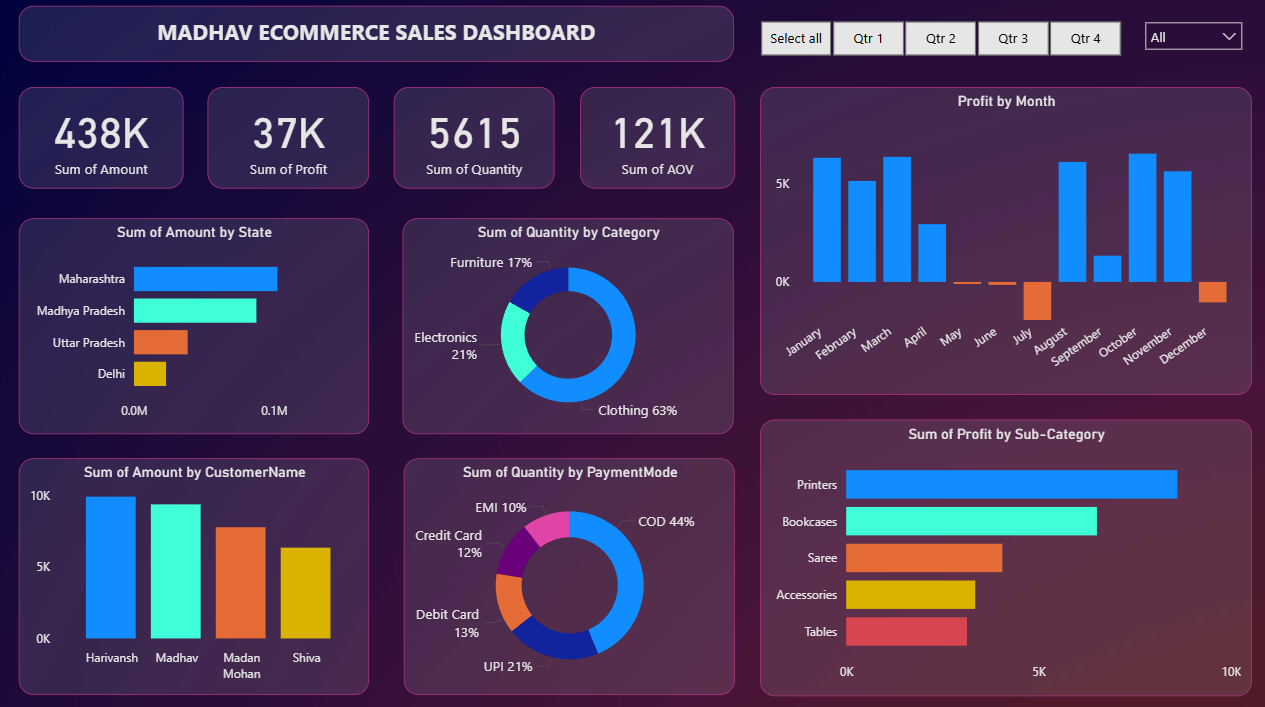 MADHAV ECOMMERCE SALES DASHBOARD
Select all
Qtr 1
Qtr 2
Qtr 3
Qtr 4
All
438K
Sum of Amount
37K
Sum of Profit
5615
Sum of Quantity
121K
Sum of AOV
Profit by Month
5K
0K
January
February
March
April
May
June
July
August
September
October
November
December
Sum of Amount by State
Maharashtra
Madhya Pradesh
Uttar Pradesh
Delhi
0.0M
0.1M
Sum of Quantity by Category
Furniture 17%
Electronics
21%
Clothing 63%
Sum of Profit by Sub-Category
Printers
Bookcases
Saree
Accessories
Tables
0K
5K
10K
Sum of Amount by CustomerName
10K
5K
0K
Harivansh
Madhav
Madan
Mohan
Shiva
Sum of Quantity by PaymentMode
EMI 10%
COD 44%
Credit Card
12%
Debit Card
13%
UPI 21%